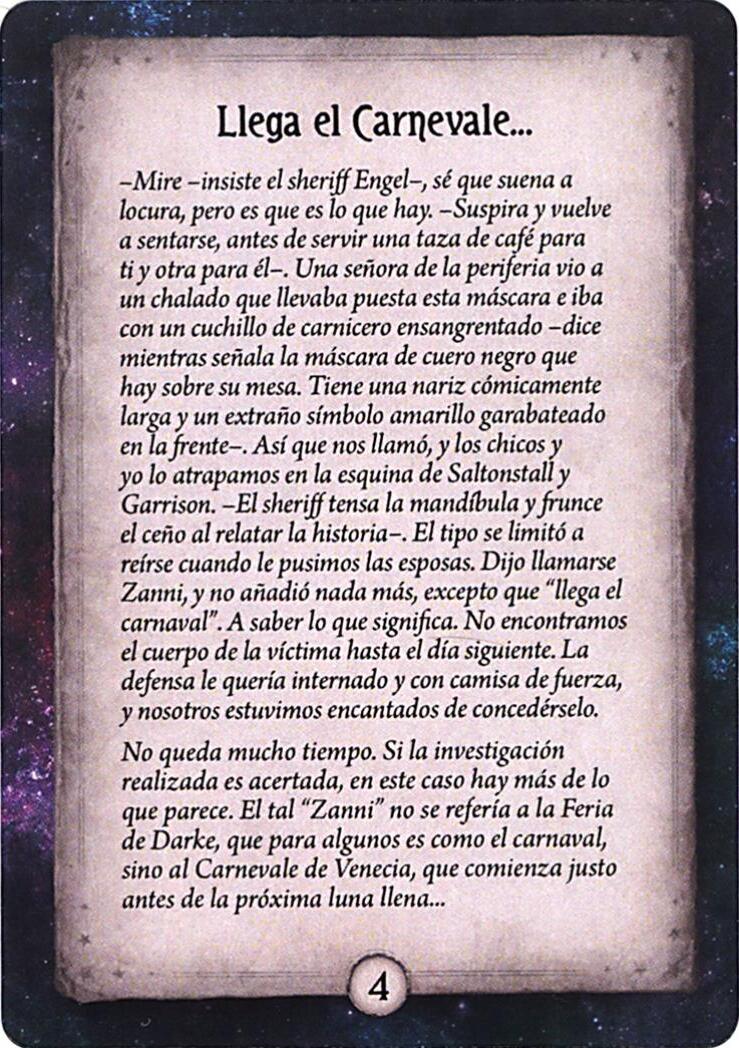 Llega el Carnevale...
–Mire –insiste el sheriff Engel–, sé que suena a
locura, pero es que es lo que hay. –Suspira y vuelve
a sentarse, antes de servir una taza de café para
ti y otra para él–. Una señora de la periferia vio a
un chalado que llevaba puesta esta máscara e iba
con un cuchillo de carnicero ensangrentado –dice
mientras señala la máscara de cuero negro que
hay sobre su mesa. Tiene una nariz cómicamente
larga y un extraño símbolo amarillo garabateado
en la frente–. Así que nos llamó, y los chicos y
yo lo atrapamos en la esquina de Saltonstall y
Garrison. –El sheriff tensa la mandíbula y frunce
el ceño al relatar la historia–. El tipo se limitó a
reírse cuando le pusimos las esposas. Dijo llamarse
Zanni, y no añadió nada más, excepto que “llega el
carnaval”. A saber lo que significa. No encontramos
el cuerpo de la víctima hasta el día siguiente. La
defensa le quería internado y con camisa de fuerza,
y nosotros estuvimos encantados de concedérselo.
No queda mucho tiempo. Si la investigación
realizada es acertada, en este caso hay más de lo
que parece. El tal “Zanni” no se refería a la Feria
de Darke, que para algunos es como el carnaval,
sino al Carnevale de Venecia, que comienza justo
antes de la próxima luna llena...
4